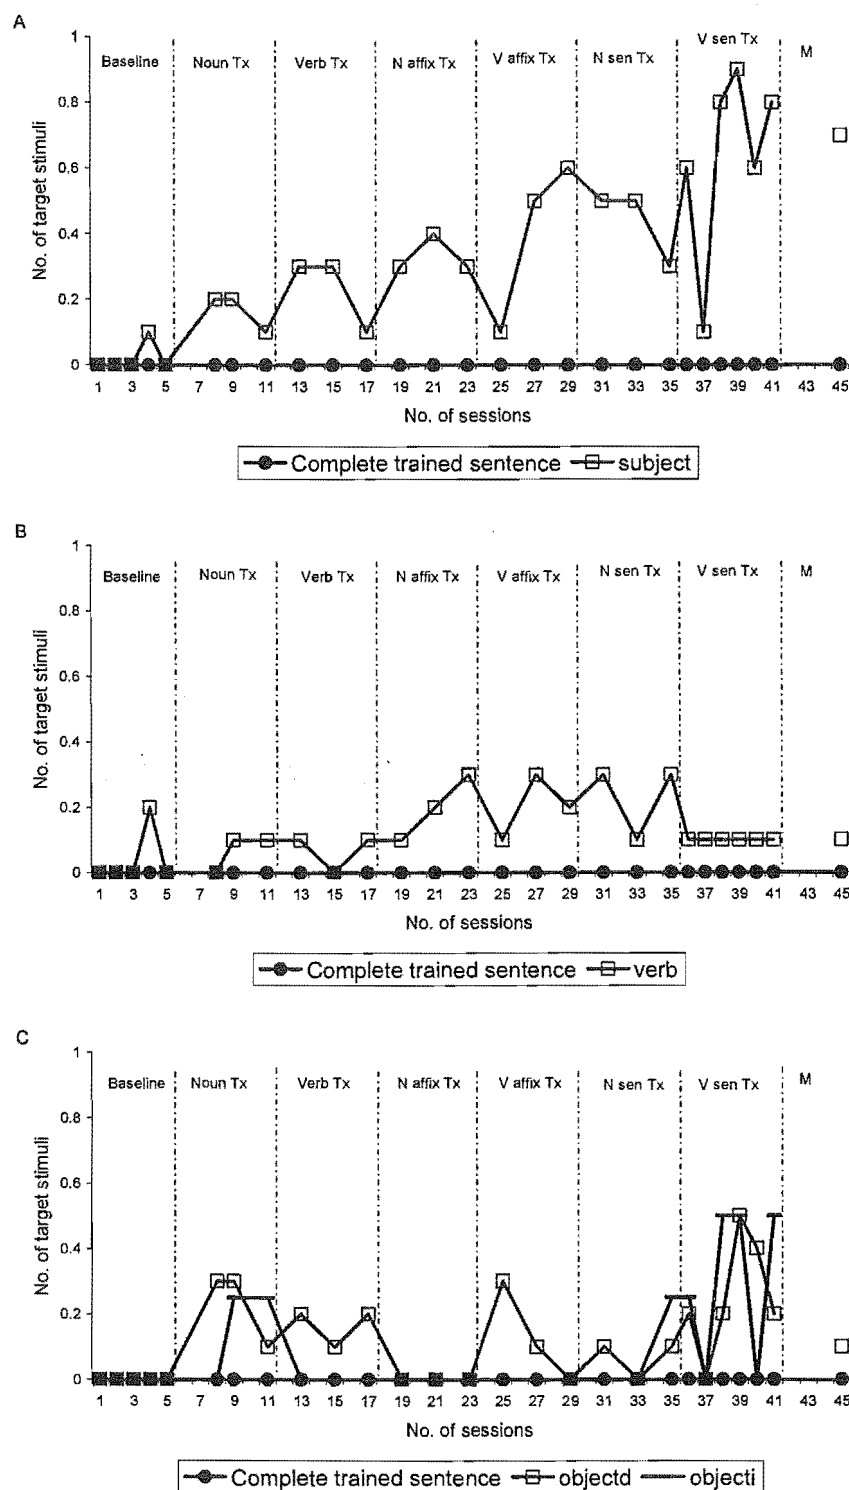 A
No. of target stimuli
1
0.8
0.6
0.4
0.2
0
Baseline Noun Tx Verb Tx N affix Tx V affix Tx N sen Tx V sen Tx M
1 3 5 7 9 11 13 15 17 19 21 23 25 27 29 31 33 35 37 39 41 43 45
No. of sessions
Complete trained sentence subject
B
No. of target stimuli
1
0.8
0.6
0.4
0.2
0
Baseline Noun Tx Verb Tx N affix Tx V affix Tx N sen Tx V sen Tx M
1 3 5 7 9 11 13 15 17 19 21 23 25 27 29 31 33 35 37 39 41 43 45
No. of sessions
Complete trained sentence verb
C
No. of target stimuli
1
0.8
0.6
0.4
0.2
0
Baseline Noun Tx Verb Tx N affix Tx V affix Tx N sen Tx V sen Tx M
1 3 5 7 9 11 13 15 17 19 21 23 25 27 29 31 33 35 37 39 41 43 45
No. of sessions
Complete trained sentence objectd objecti